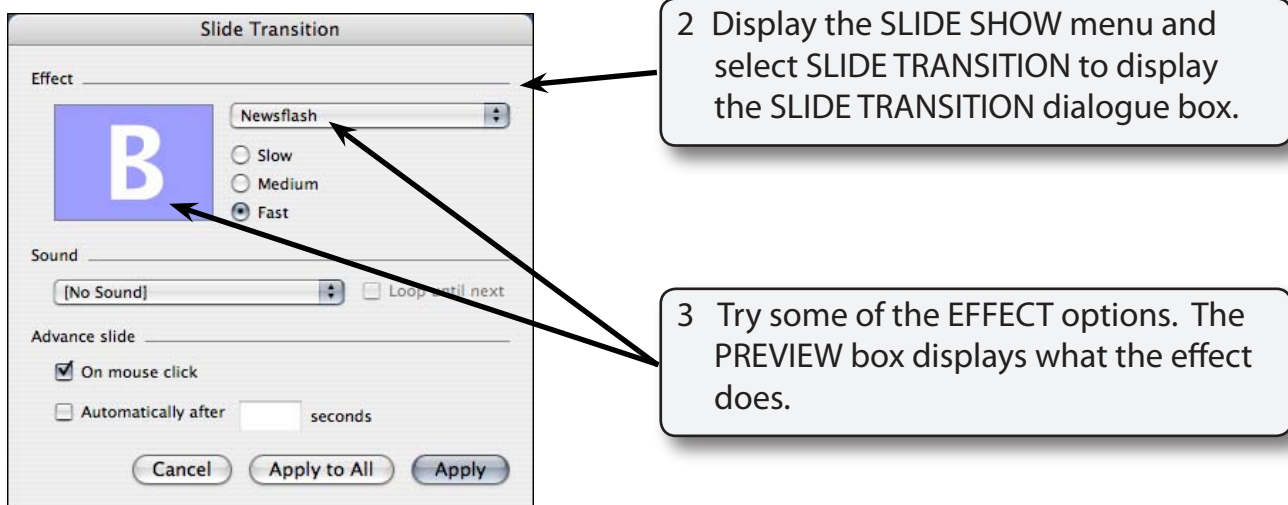 Slide Transition
Effect
Newsflash
B
Slow
Medium
Fast
Sound
[No Sound]
Loop until next
Advance slide
On mouse click
Automatically after seconds
Cancel Apply to All Apply
2 Display the SLIDE SHOW menu and
select SLIDE TRANSITION to display
the SLIDE TRANSITION dialogue box.
3 Try some of the EFFECT options. The
PREVIEW box displays what the effect
does.